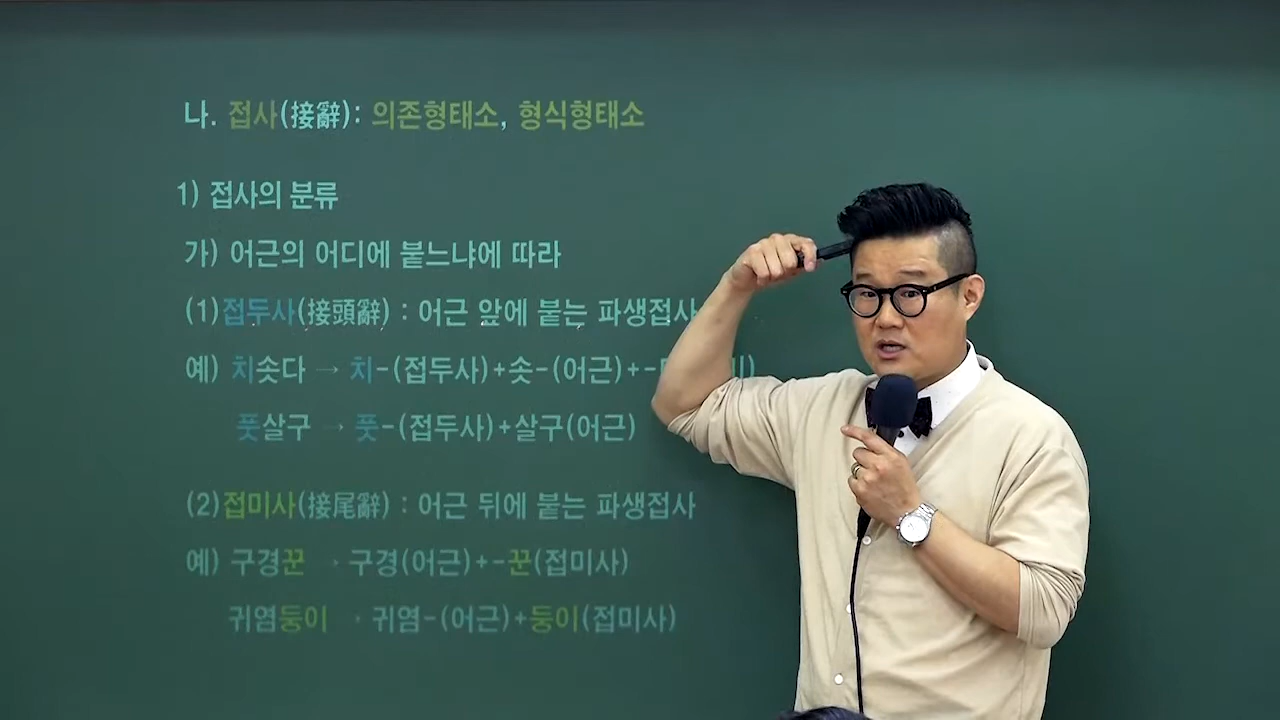 나. 접사(接辭): 의존형태소, 형식형태소
1) 접사의 분류
가) 어근의 어디에 붙느냐에 따라
(1)접두사(接頭辭) : 어근 앞에 붙는 파생접사
예) 치솟다 → 치-(접두사)+솟-(어근)+-
풋살구 → 풋-(접두사)+살구(어근)
(2)접미사(接尾辭) : 어근 뒤에 붙는 파생접사
예) 구경꾼 → 구경(어근)+-꾼(접미사)
귀염둥이 → 귀염-(어근)+둥이(접미사)